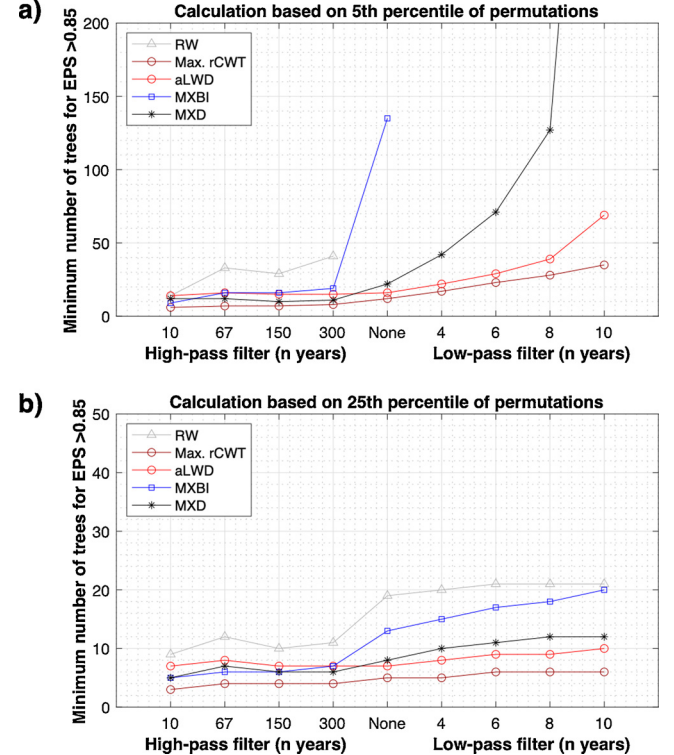 a)
Calculation based on 5th percentile of permutations
Minimum number of trees for EPS >0.85
200
150
100
50
0
RW
Max. rCWT
aLWD
MXBI
MXD
10 67 150 300 None 4 6 8 10
High-pass filter (n years) Low-pass filter (n years)
b)
Calculation based on 25th percentile of permutations
Minimum number of trees for EPS >0.85
50
40
30
20
10
0
RW
Max. rCWT
aLWD
MXBI
MXD
10 67 150 300 None 4 6 8 10
High-pass filter (n years) Low-pass filter (n years)